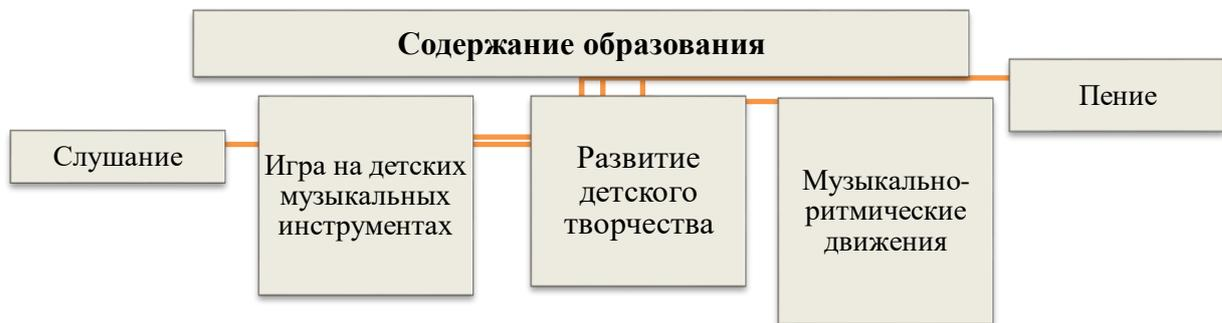 Содержание образования
Слушание
Игра на детских
музыкальных
инструментах
Развитие
детского
творчества
Музыкально-
ритмические
движения
Пение